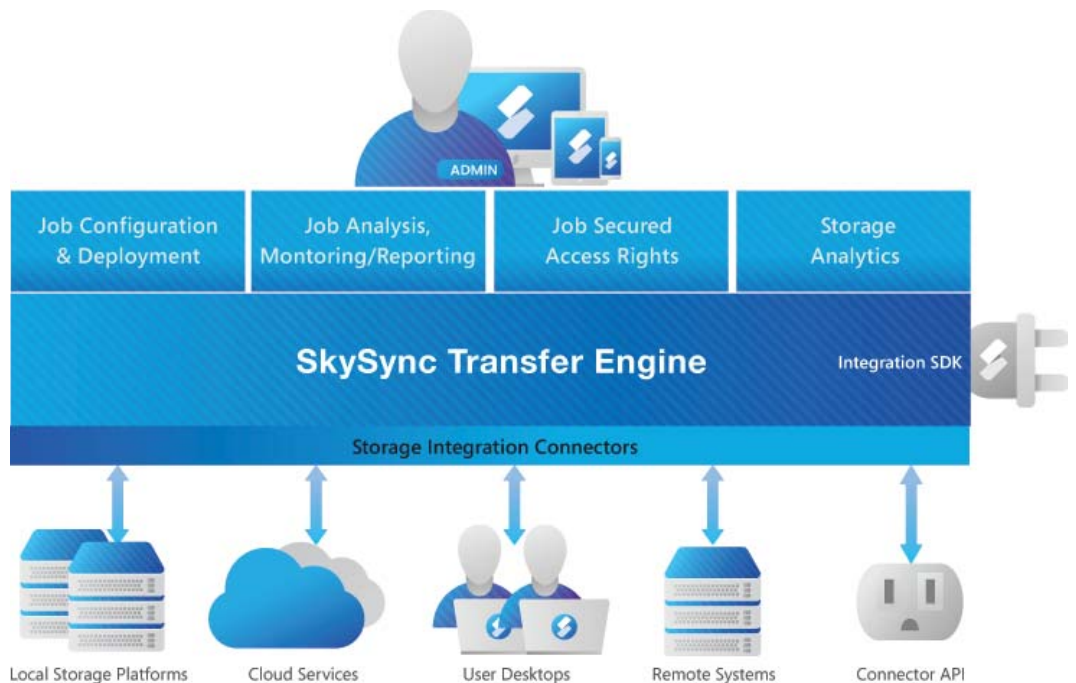 ADMIN
Job Configuration
& Deployment
Job Analysis,
Montoring/Reporting
Job Secured
Access Rights
Storage
Analytics
SkySync Transfer Engine
Integration SDK
Storage Integration Connectors
Local Storage Platforms
Cloud Services
User Desktops
Remote Systems
Connector API